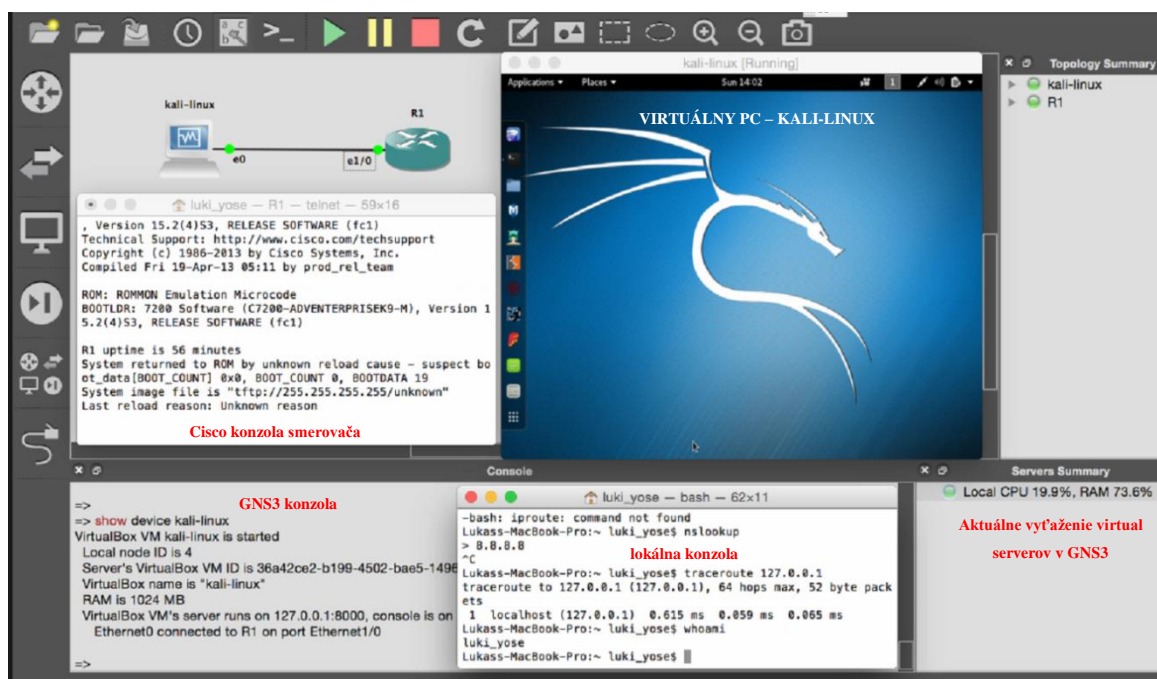 kali-linux [Running]
Topology Summary
Applications
Places
Sun 14:02
1
kali-linux
R1
kali-linux
R1
e0
e1/0
VIRTUÁLNY PC – KALI-LINUX
luki_yose — R1 — telnet — 59×16
, Version 15.2(4)S3, RELEASE SOFTWARE (fc1)
Technical Support: http://www.cisco.com/techsupport
Copyright (c) 1986-2013 by Cisco Systems, Inc.
Compiled Fri 19-Apr-13 05:11 by prod_rel_team
ROM: ROMMON Emulation Microcode
BOOTLDR: 7200 Software (C7200-ADVENTERPRISEK9-M), Version 1
5.2(4)S3, RELEASE SOFTWARE (fc1)
R1 uptime is 56 minutes
System returned to ROM by unknown reload cause - suspect bo
ot_data[BOOT_COUNT] 0x0, BOOT_COUNT 0, BOOTDATA 19
System image file is "tftp://255.255.255.255/unknown"
Last reload reason: Unknown reason
Cisco konzola smerovača
Console
Servers Summary
GNS3 konzola
=>
=> show device kali-linux
VirtualBox VM kali-linux is started
Local node ID is 4
Server's VirtualBox VM ID is 36a42ce2-b199-4502-bae5-1496
VirtualBox name is "kali-linux"
RAM is 1024 MB
VirtualBox VM's server runs on 127.0.0.1:8000, console is on
Ethernet0 connected to R1 on port Ethernet1/0
=>
luki_yose — bash — 62×11
-bash: iproute: command not found
Lukass-MacBook-Pro:~ luki_yose$ nslookup
> 8.8.8.8
^C
lokálna konzola
Lukass-MacBook-Pro:~ luki_yose$ traceroute 127.0.0.1
traceroute to 127.0.0.1 (127.0.0.1), 64 hops max, 52 byte pack
ets
1 localhost (127.0.0.1) 0.615 ms 0.059 ms 0.065 ms
Lukass-MacBook-Pro:~ luki_yose$ whoami
luki_yose
Lukass-MacBook-Pro:~ luki_yose$
Local CPU 19.9%, RAM 73.6%
Aktuálne vyťaženie virtual
serverov v GNS3